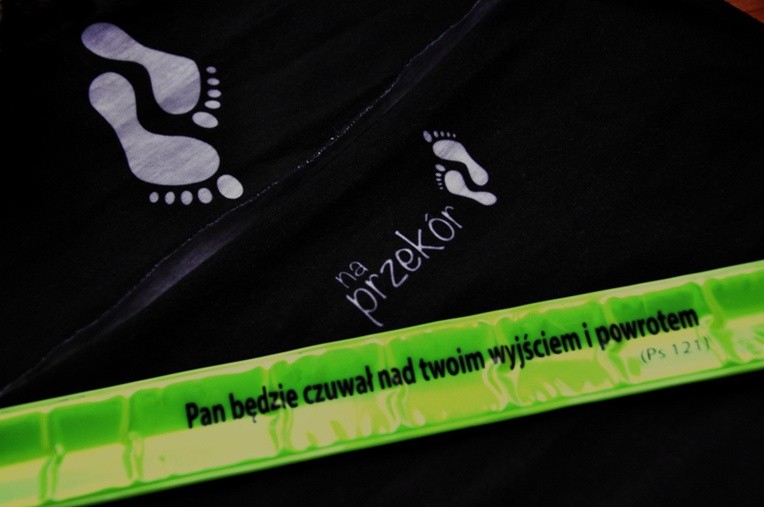 na
przekór
Pan będzie czuwał nad twoim wyjściem i powrotem
(Ps 121)